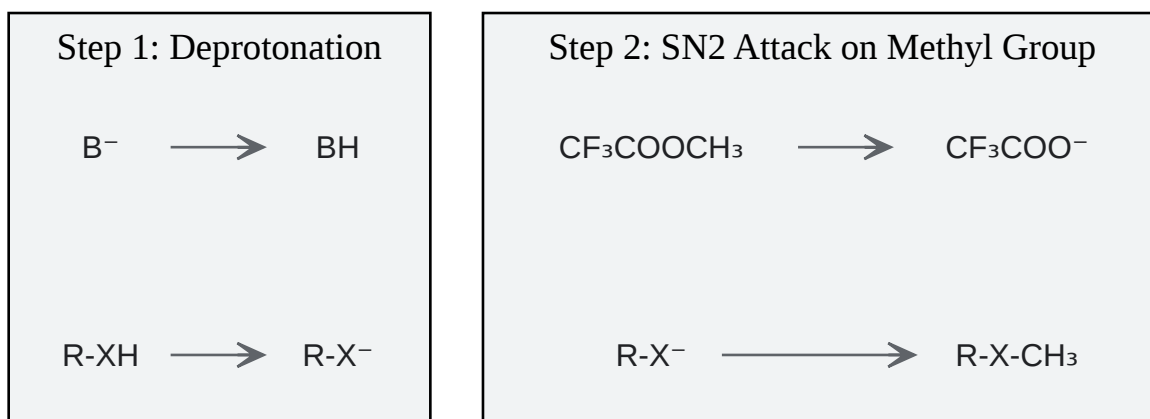 Step 1: Deprotonation
B⁻ BH
R-XH R-X⁻
Step 2: SN2 Attack on Methyl Group
CF₃COOCH₃ CF₃COO⁻
R-X⁻ R-X-CH₃